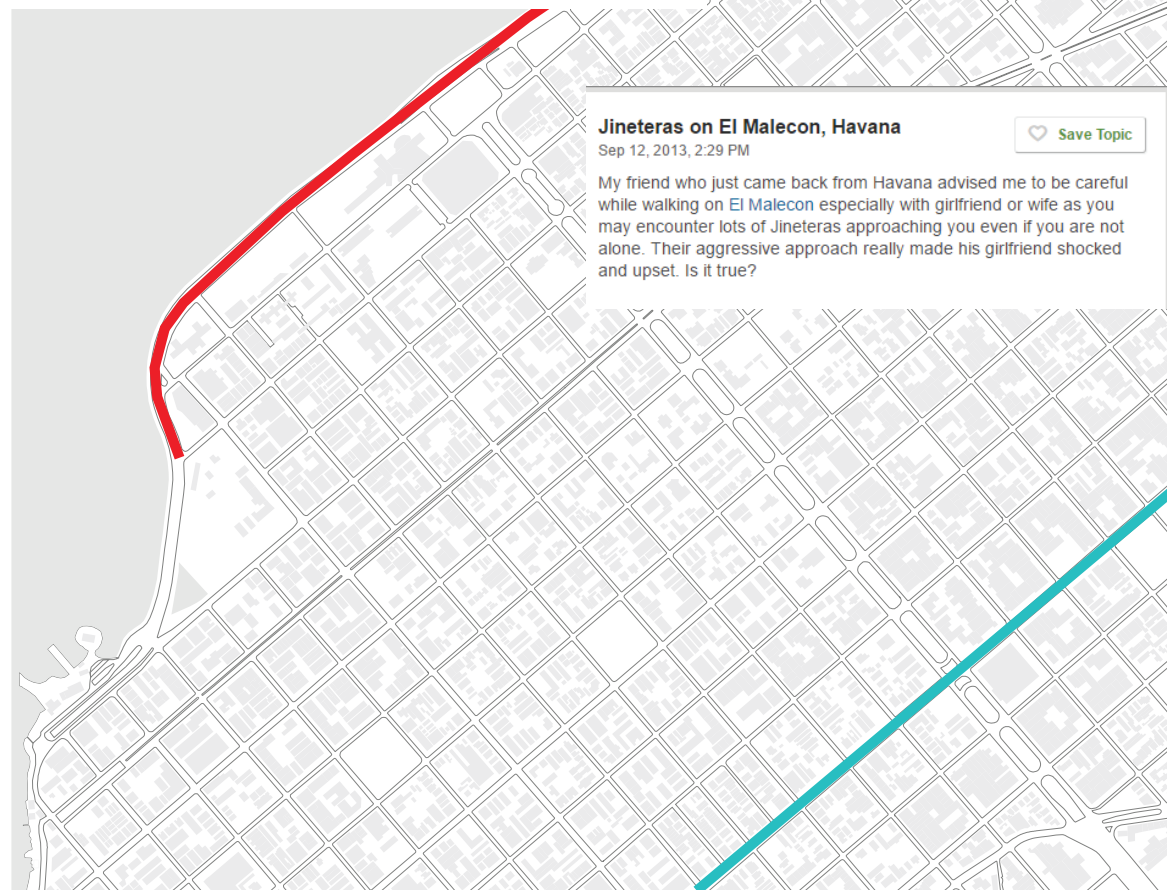 Jineteras on El Malecon, Havana
Save Topic
Sep 12, 2013, 2:29 PM
My friend who just came back from Havana advised me to be careful
while walking on El Malecon especially with girlfriend or wife as you
may encounter lots of Jineteras approaching you even if you are not
alone. Their aggressive approach really made his girlfriend shocked
and upset. Is it true?